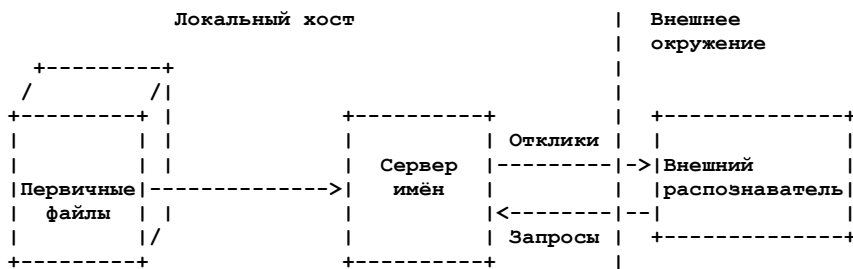 Локальный хост | Внешнее
| окружение
+---------+ |
/ /| |
+---------+ | +----------+ | +--------------+
| | | | | Отклики | | |
| | | | Сервер |---------|->|Внешний |
|Первичные|-------------->| имён | | |распознаватель|
| файлы | | | |<--------|--| |
| |/ | | Запросы | +--------------+
+---------+ +----------+ |